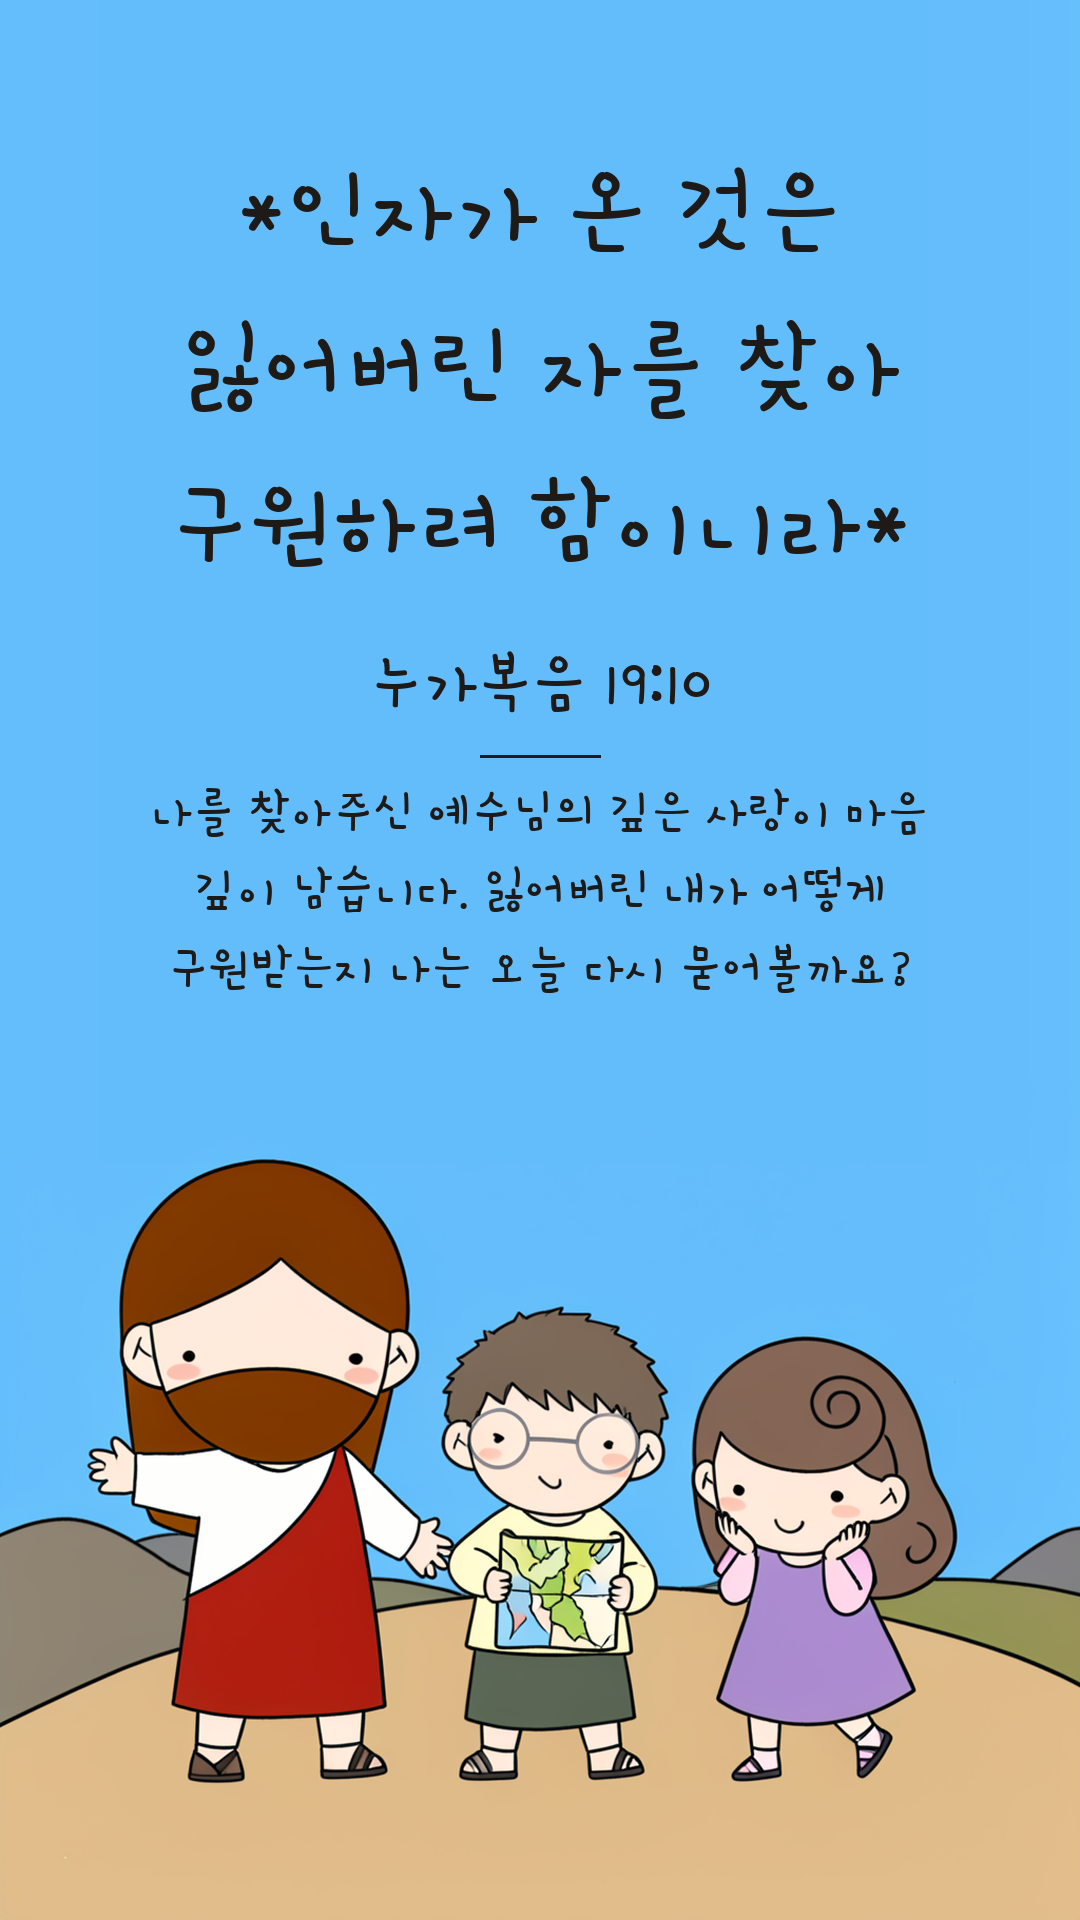 *인자가 온 것은
잃어버린 자를 찾아
구원하려 함이니라*
누가복음 19:10
나를 찾아주신 예수님의 깊은 사랑이 마음
깊이 남습니다. 잃어버린 내가 어떻게
구원받는지 나는 오늘 다시 묻어볼까요?